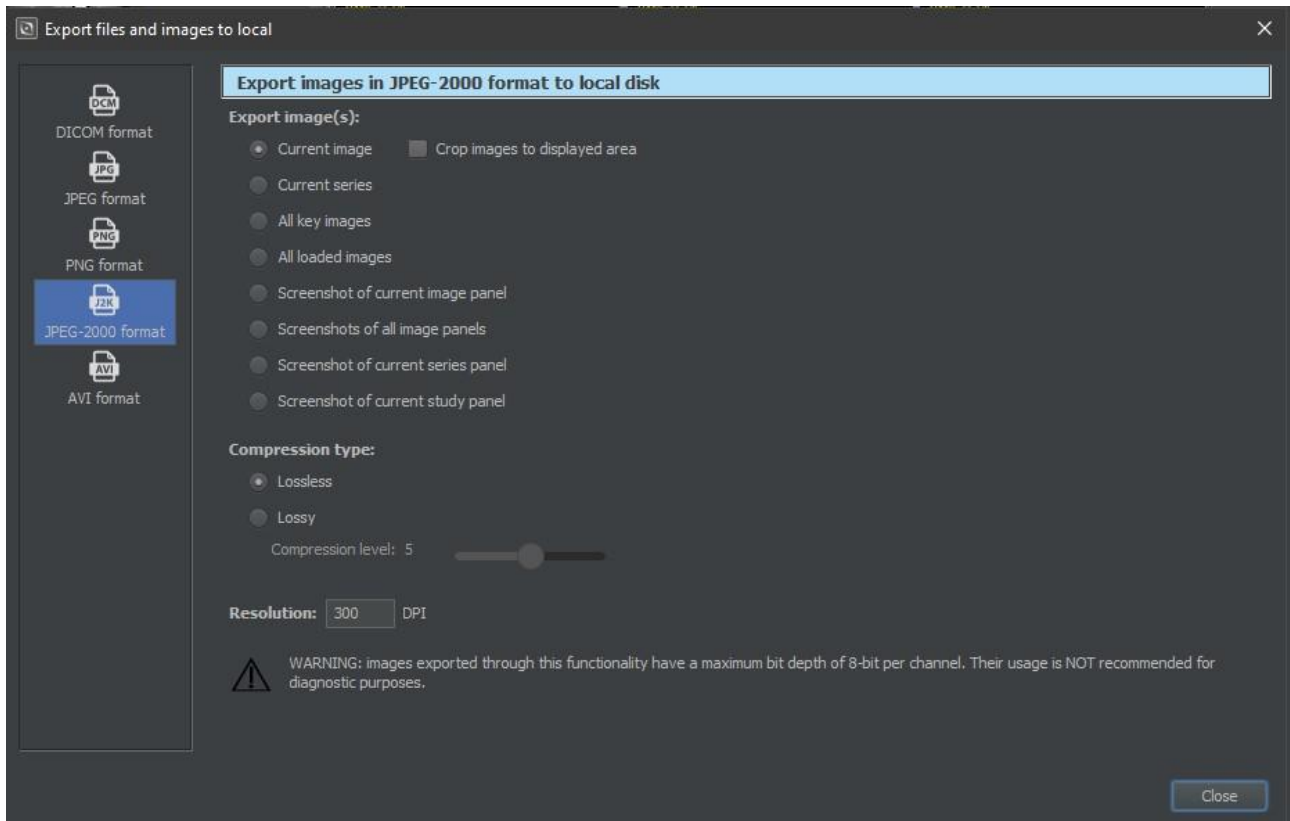 Export files and images to local
DCM
DICOM format
JPG
JPEG format
PNG
PNG format
J2K
JPEG-2000 format
AVI
AVI format
Export images in JPEG-2000 format to local disk
Export image(s):
Current image Crop images to displayed area
Current series
All key images
All loaded images
Screenshot of current image panel
Screenshots of all image panels
Screenshot of current series panel
Screenshot of current study panel
Compression type:
Lossless
Lossy
Compression level: 5
Resolution: 300 DPI
WARNING: images exported through this functionality have a maximum bit depth of 8-bit per channel. Their usage is NOT recommended for
diagnostic purposes.
Close